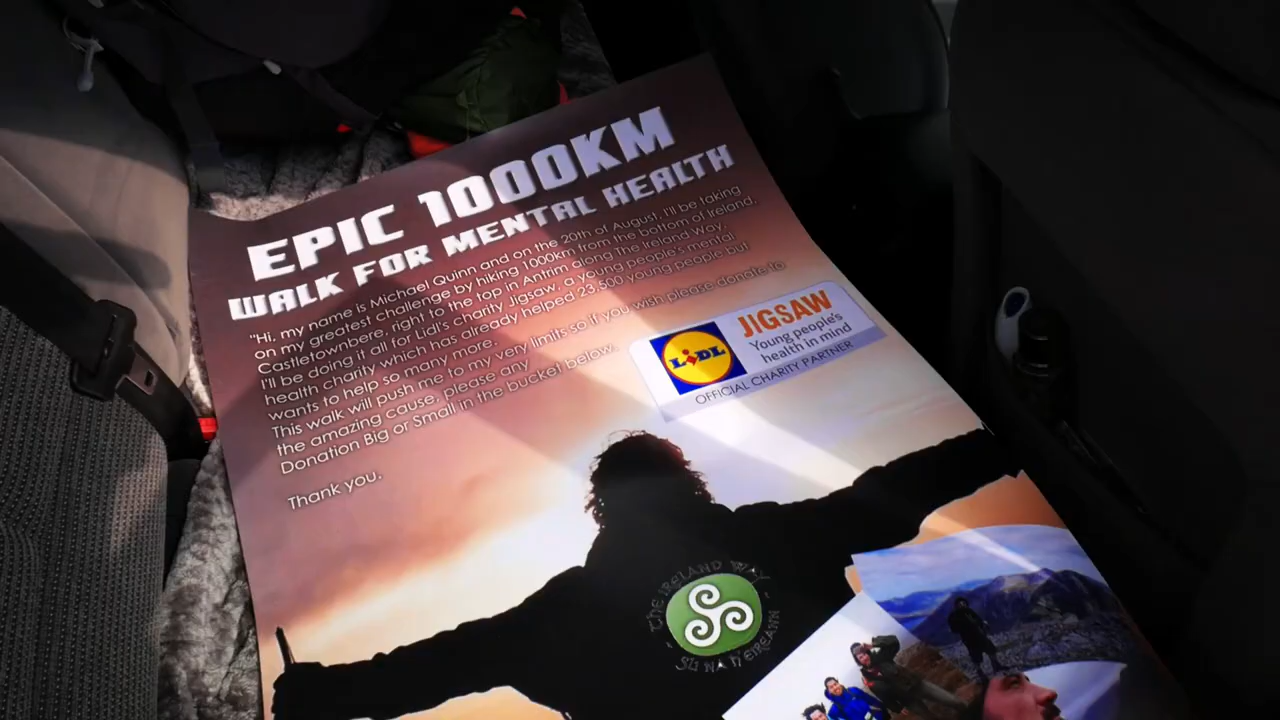 EPIC 1000KM
WALK FOR MENTAL HEALTH
"Hi, my name is Michael Quinn and on the 20th of August, I'll be taking
on my greatest challenge by hiking 1000km from the bottom of Ireland,
Castletownbere, right to the top in Antrim along the Ireland Way.
I'll be doing it all for Lidl's charity Jigsaw, a young people's mental
health charity which has already helped 23,500 young people but
wants to help so many more.
This walk will push me to my very limits so if you wish please donate to
the amazing cause, please any
Donation Big or Small in the bucket below.
Thank you.
LIDL
JIGSAW
Young people's
health in mind
OFFICIAL CHARITY PARTNER
THE IRELAND WAY
SLÍ NA HÉIREANN